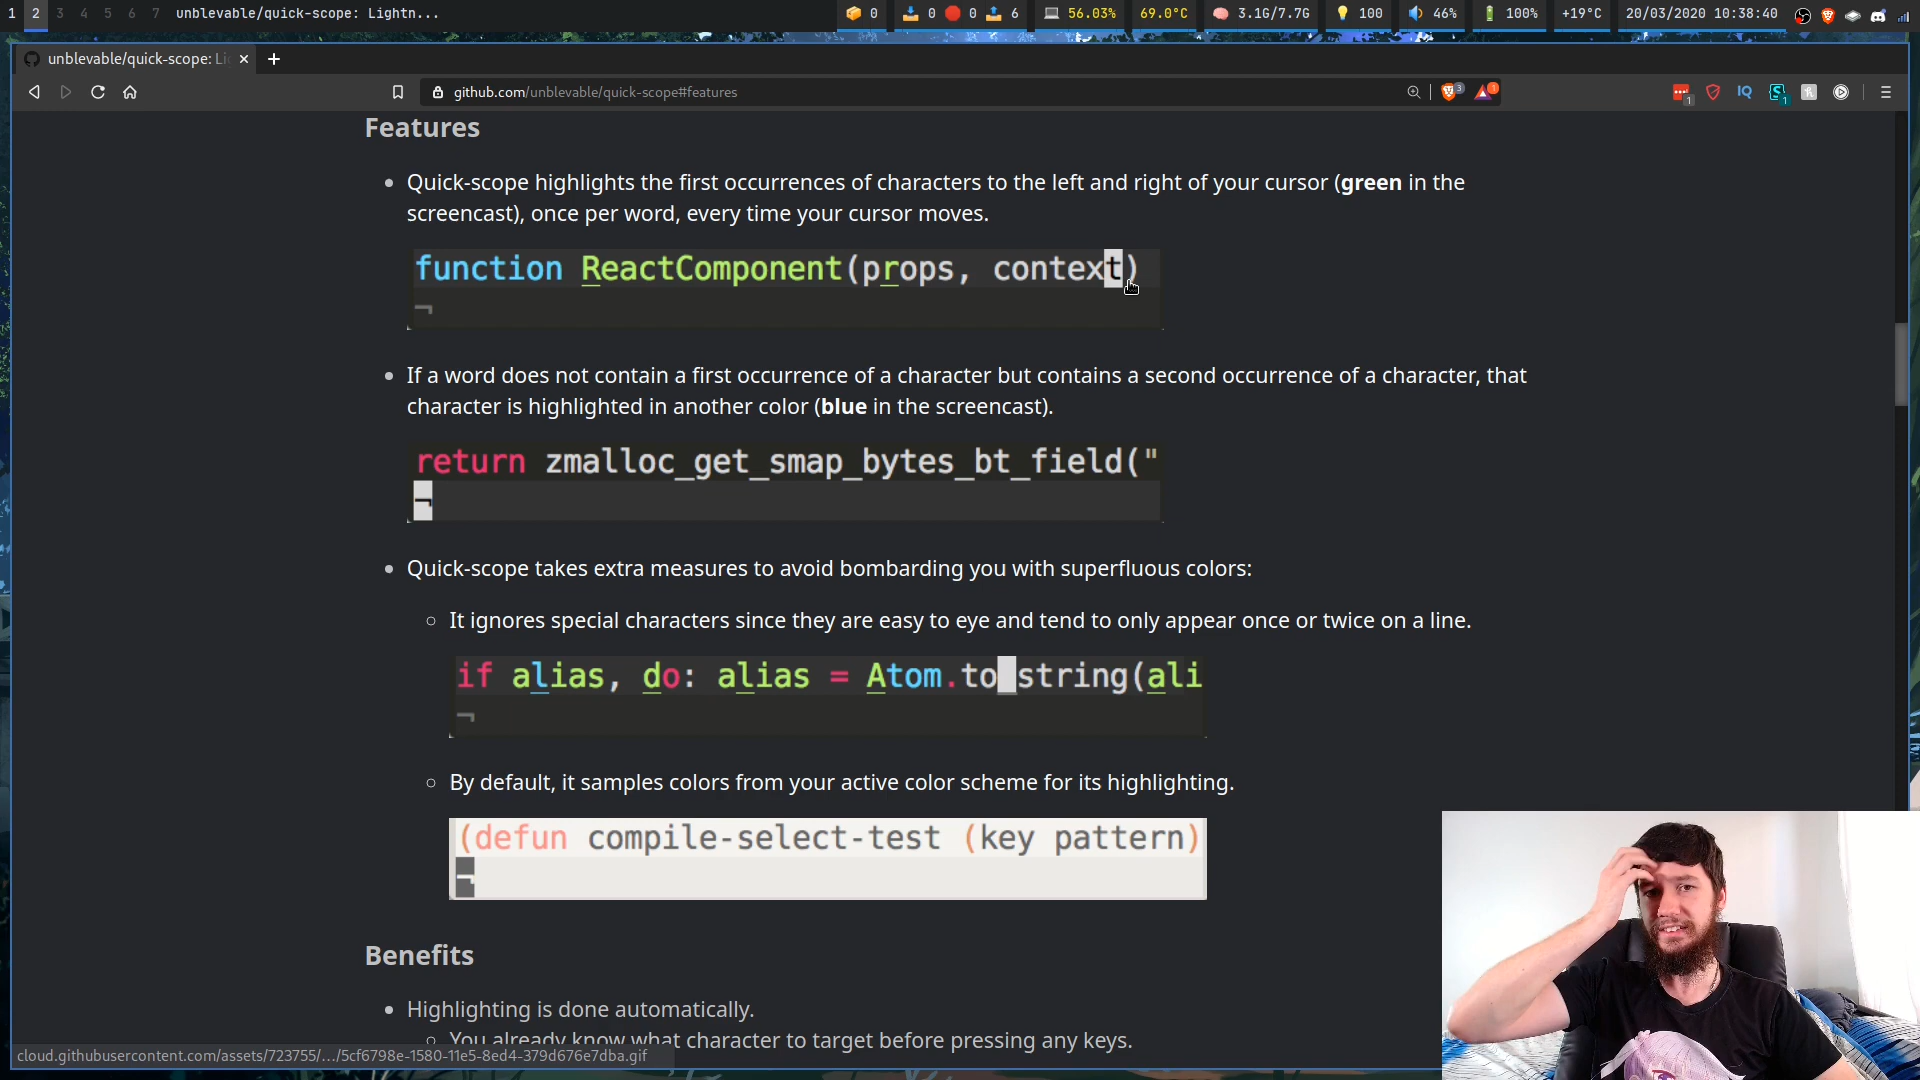 1 2 3 4 5 6 7 unblevable/quick-scope: Lightn... 0 0 0 6 56.03% 69.0°C 3.1G/7.7G 100 46% 100% +19°C 20/03/2020 10:38:40
unblevable/quick-scope: Li
github.com/unblevable/quick-scope#features 3 1 1 IQ 1
Features
Quick-scope highlights the first occurrences of characters to the left and right of your cursor (green in the
screencast), once per word, every time your cursor moves.
function ReactComponent(props, context)
¬
If a word does not contain a first occurrence of a character but contains a second occurrence of a character, that
character is highlighted in another color (blue in the screencast).
return zmalloc_get_smap_bytes_bt_field("
¬
Quick-scope takes extra measures to avoid bombarding you with superfluous colors:
It ignores special characters since they are easy to eye and tend to only appear once or twice on a line.
if alias, do: alias = Atom.to string(ali
¬
By default, it samples colors from your active color scheme for its highlighting.
(defun compile-select-test (key pattern)
¬
Benefits
Highlighting is done automatically.
You already know what character to target before pressing any keys.
cloud.githubusercontent.com/assets/723755/.../5cf6798e-1580-11e5-8ed4-379d676e7dba.gif